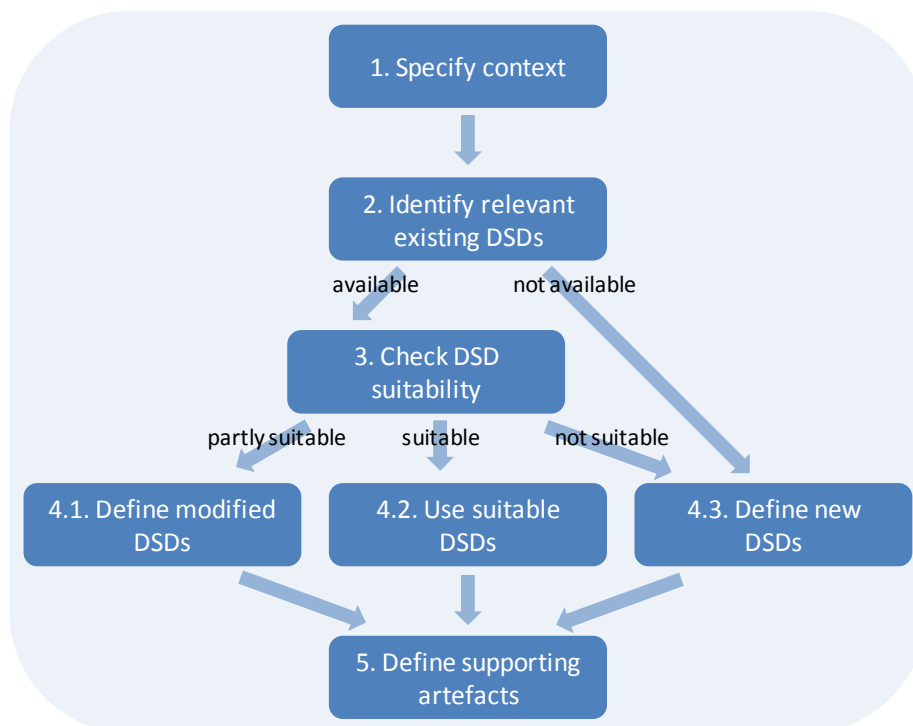 1. Specify context
2. Identify relevant
existing DSDs
available
not available
3. Check DSD
suitability
partly suitable
suitable
not suitable
4.1. Define modified
DSDs
4.2. Use suitable
DSDs
4.3. Define new
DSDs
5. Define supporting
artefacts